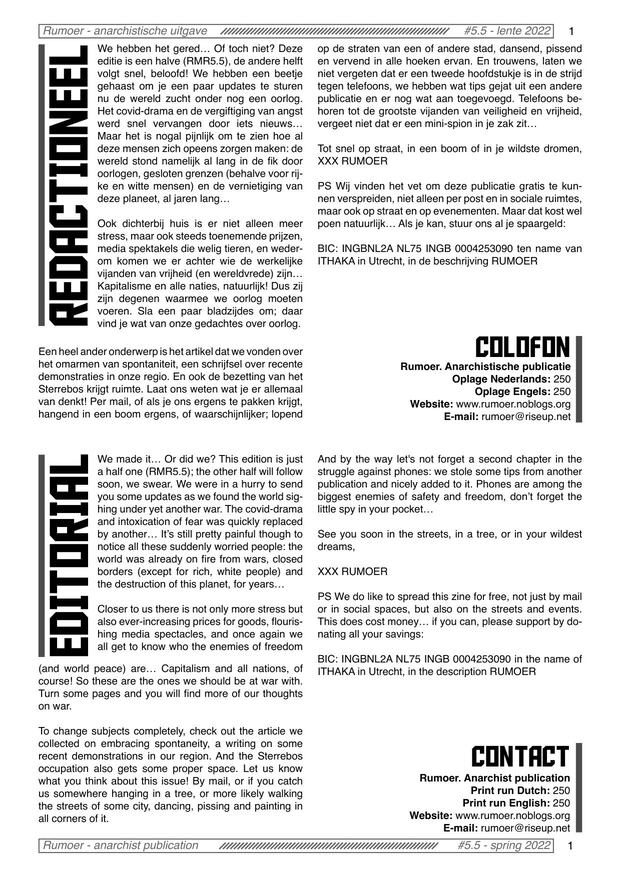 Rumoer - anarchistische uitgave #5.5 - lente 2022 1
REDACTIONEEL
We hebben het gered… Of toch niet? Deze
editie is een halve (RMR5.5), de andere helft
volgt snel, beloofd! We hebben een beetje
gehaast om je een paar updates te sturen
nu de wereld zucht onder nog een oorlog.
Het covid-drama en de vergiftiging van angst
werd snel vervangen door iets nieuws…
Maar het is nogal pijnlijk om te zien hoe al
deze mensen zich opeens zorgen maken: de
wereld stond namelijk al lang in de fik door
oorlogen, gesloten grenzen (behalve voor rij-
ke en witte mensen) en de vernietiging van
deze planeet, al jaren lang…
Ook dichterbij huis is er niet alleen meer
stress, maar ook steeds toenemende prijzen,
media spektakels die welig tieren, en weder-
om komen we er achter wie de werkelijke
vijanden van vrijheid (en wereldvrede) zijn…
Kapitalisme en alle naties, natuurlijk! Dus zij
zijn degenen waarmee we oorlog moeten
voeren. Sla een paar bladzijdes om; daar
vind je wat van onze gedachtes over oorlog.
Een heel ander onderwerp is het artikel dat we vonden over
het omarmen van spontaniteit, een schrijfsel over recente
demonstraties in onze regio. En ook de bezetting van het
Sterrebos krijgt ruimte. Laat ons weten wat je er allemaal
van denkt! Per mail, of als je ons ergens te pakken krijgt,
hangend in een boom ergens, of waarschijnlijker; lopend
op de straten van een of andere stad, dansend, pissend
en vervend in alle hoeken ervan. En trouwens, laten we
niet vergeten dat er een tweede hoofdstukje is in de strijd
tegen telefoons, we hebben wat tips gejat uit een andere
publicatie en er nog wat aan toegevoegd. Telefoons be-
horen tot de grootste vijanden van veiligheid en vrijheid,
vergeet niet dat er een mini-spion in je zak zit…
Tot snel op straat, in een boom of in je wildste dromen,
XXX RUMOER
PS Wij vinden het vet om deze publicatie gratis te kun-
nen verspreiden, niet alleen per post en in sociale ruimtes,
maar ook op straat en op evenementen. Maar dat kost wel
poen natuurlijk… Als je kan, stuur ons al je spaargeld:
BIC: INGBNL2A NL75 INGB 0004253090 ten name van
ITHAKA in Utrecht, in de beschrijving RUMOER
COLOFON
Rumoer. Anarchistische publicatie
Oplage Nederlands: 250
Oplage Engels: 250
Website: www.rumoer.noblogs.org
E-mail: rumoer@riseup.net
EDITORIAL
We made it… Or did we? This edition is just
a half one (RMR5.5); the other half will follow
soon, we swear. We were in a hurry to send
you some updates as we found the world sig-
hing under yet another war. The covid-drama
and intoxication of fear was quickly replaced
by another… It's still pretty painful though to
notice all these suddenly worried people: the
world was already on fire from wars, closed
borders (except for rich, white people) and
the destruction of this planet, for years…
Closer to us there is not only more stress but
also ever-increasing prices for goods, flouris-
hing media spectacles, and once again we
all get to know who the enemies of freedom
(and world peace) are… Capitalism and all nations, of
course! So these are the ones we should be at war with.
Turn some pages and you will find more of our thoughts
on war.
To change subjects completely, check out the article we
collected on embracing spontaneity, a writing on some
recent demonstrations in our region. And the Sterrebos
occupation also gets some proper space. Let us know
what you think about this issue! By mail, or if you catch
us somewhere hanging in a tree, or more likely walking
the streets of some city, dancing, pissing and painting in
all corners of it.
And by the way let's not forget a second chapter in the
struggle against phones: we stole some tips from another
publication and nicely added to it. Phones are among the
biggest enemies of safety and freedom, don't forget the
little spy in your pocket…
See you soon in the streets, in a tree, or in your wildest
dreams,
XXX RUMOER
PS We do like to spread this zine for free, not just by mail
or in social spaces, but also on the streets and events.
This does cost money… if you can, please support by do-
nating all your savings:
BIC: INGBNL2A NL75 INGB 0004253090 in the name of
ITHAKA in Utrecht, in the description RUMOER
CONTACT
Rumoer. Anarchist publication
Print run Dutch: 250
Print run English: 250
Website: www.rumoer.noblogs.org
E-mail: rumoer@riseup.net
Rumoer - anarchist publication #5.5 - spring 2022 1